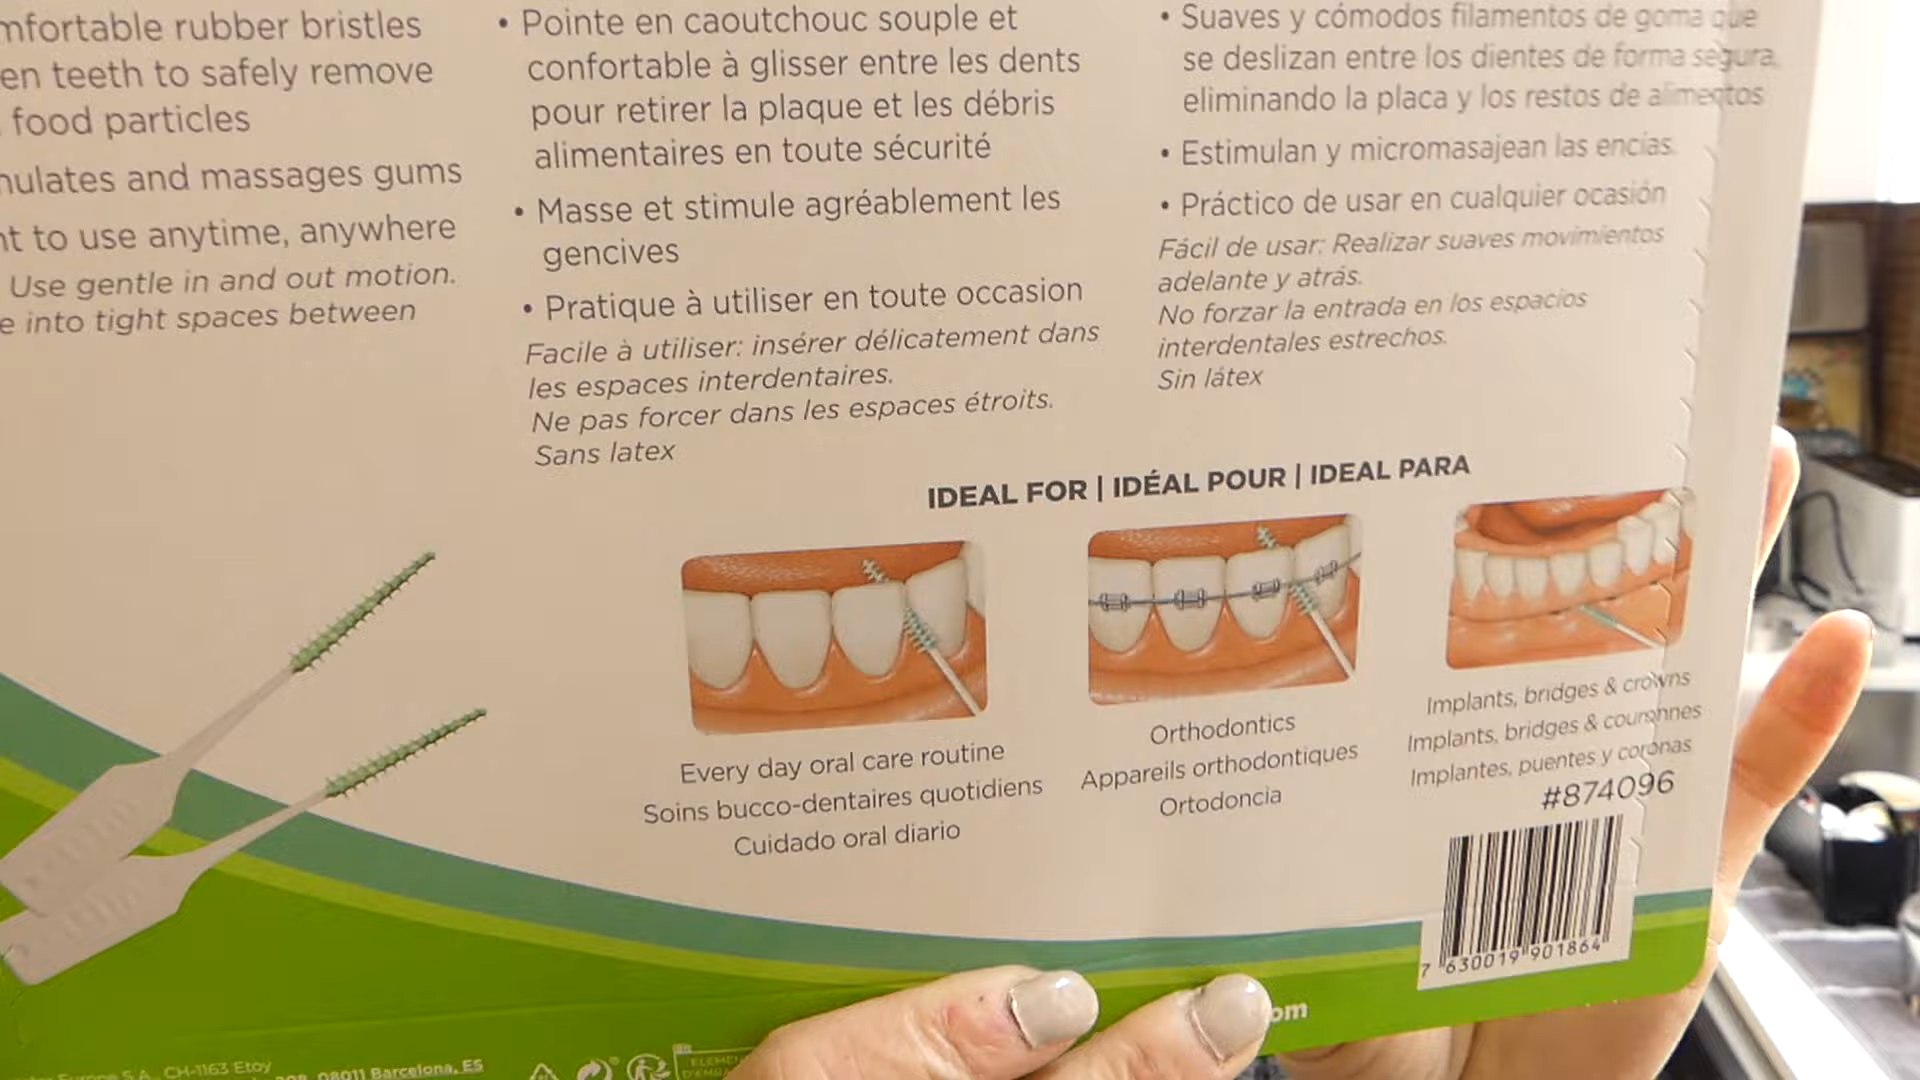 rubber bristles
teeth to safely remove
food particles
and massages gums
to use anytime, anywhere
Use gentle in and out motion.
into tight spaces between
• Pointe en caoutchouc souple et
confortable à glisser entre les dents
pour retirer la plaque et les débris
alimentaires en toute sécurité
• Masse et stimule agréablement les
gencives
• Pratique à utiliser en toute occasion
Facile à utiliser: insérer délicatement dans
les espaces interdentaires.
Ne pas forcer dans les espaces étroits.
Sans latex
• Suaves y cómodos filamentos de goma que
se deslizan entre los dientes de forma segura,
eliminando la placa y los restos de alimentos
• Estimulan y micromasajean las encías.
• Práctico de usar en cualquier ocasión
Fácil de usar: Realizar suaves movimientos
adelante y atrás.
No forzar la entrada en los espacios
interdentales estrechos.
Sin látex
IDEAL FOR | IDÉAL POUR | IDEAL PARA
Every day oral care routine
Soins bucco-dentaires quotidiens
Cuidado oral diario
Orthodontics
Appareils orthodontiques
Ortodoncia
Implants, bridges & crowns
Implants, bridges & couronnes
Implantes, puentes y coronas
#874096
7 630019 901864
Europe S.A., CH-1163 Etoy
08011 Barcelona, ES